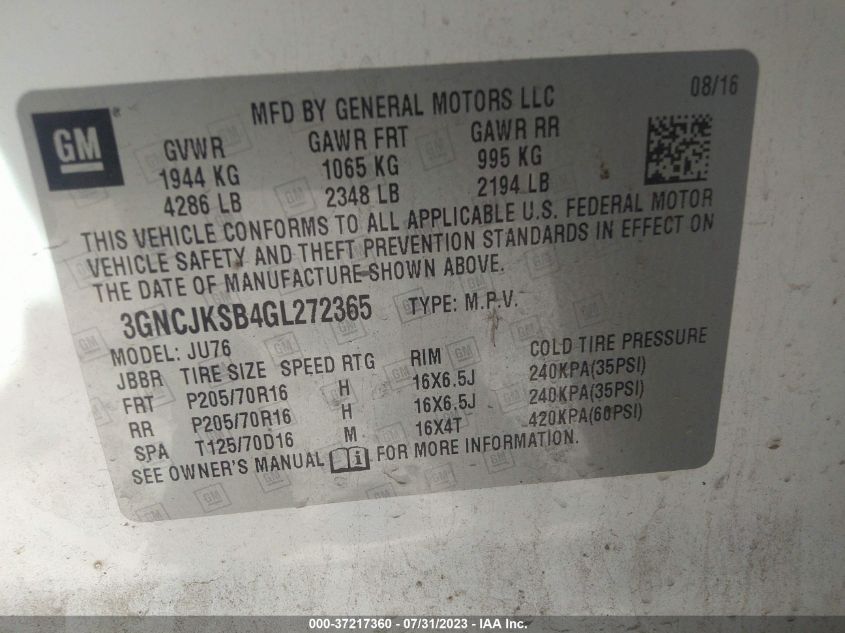 08/16
MFD BY GENERAL MOTORS LLC
GM
®
GVWR GAWR FRT GAWR RR
1944 KG 1065 KG 995 KG
4286 LB 2348 LB 2194 LB
THIS VEHICLE CONFORMS TO ALL APPLICABLE U.S. FEDERAL MOTOR
VEHICLE SAFETY AND THEFT PREVENTION STANDARDS IN EFFECT ON
THE DATE OF MANUFACTURE SHOWN ABOVE.
3GNCJKSB4GL272365 TYPE: M.P.V.
MODEL: JU76
JBBR TIRE SIZE SPEED RTG RIM COLD TIRE PRESSURE
FRT P205/70R16 H 16X6.5J 240KPA(35PSI)
RR P205/70R16 H 16X6.5J 240KPA(35PSI)
SPA T125/70D16 M 16X4T 420KPA(60PSI)
SEE OWNER'S MANUAL i FOR MORE INFORMATION.
000-37217360 - 07/31/2023 - IAA Inc.